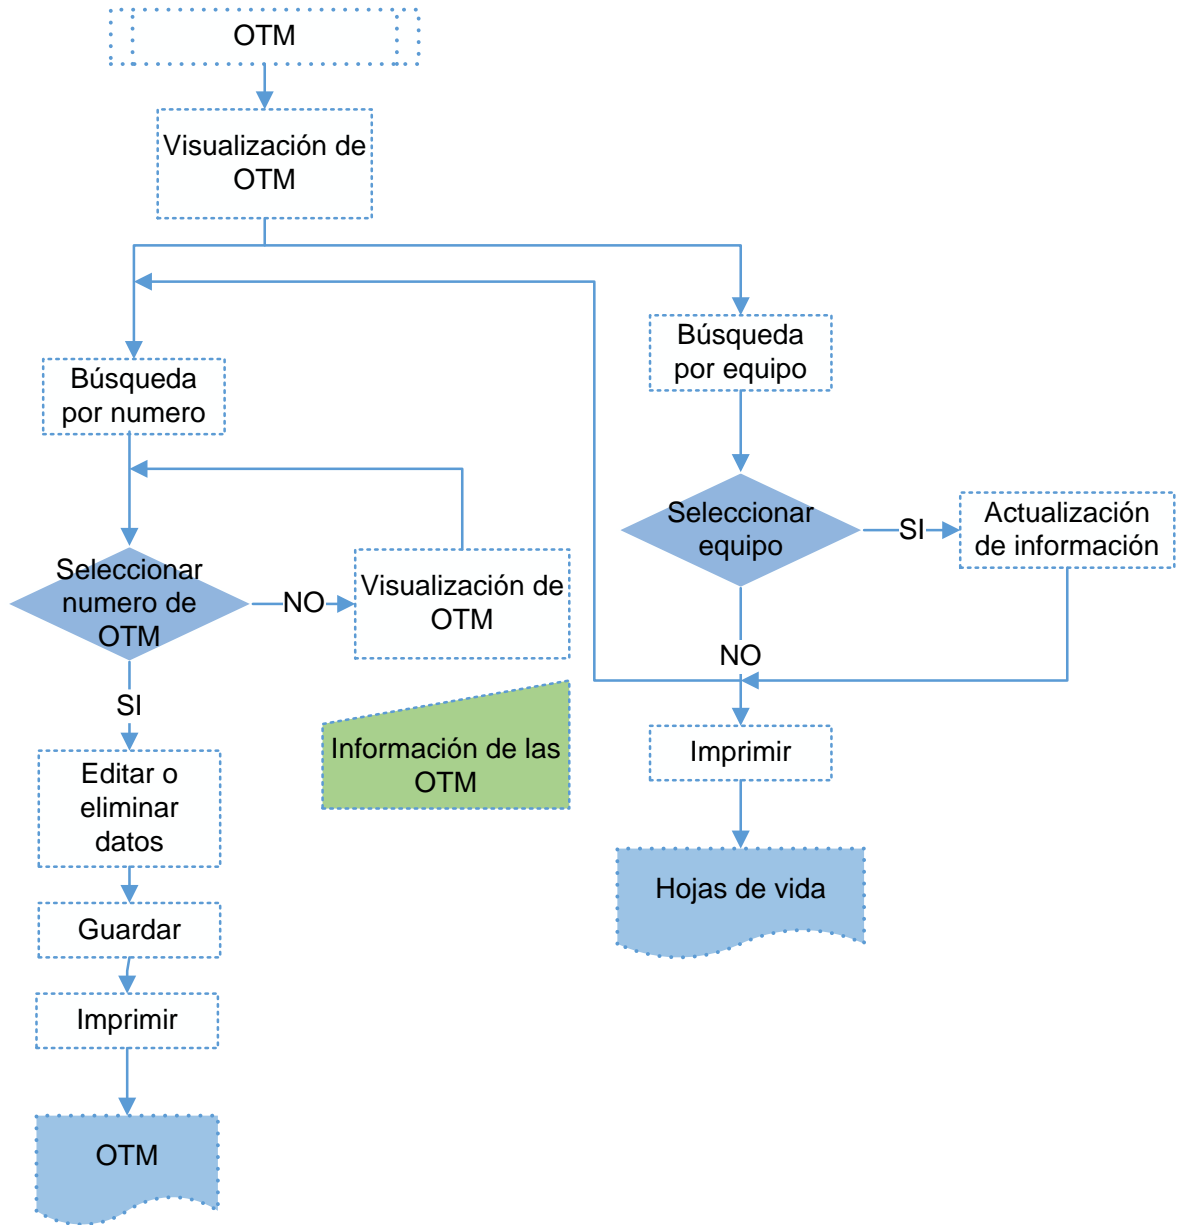 OTM
Visualización de
OTM
Búsqueda
por equipo
Búsqueda
por numero
Seleccionar
equipo
SI
Actualización
de información
Seleccionar
numero de
OTM
NO
Visualización de
OTM
NO
SI
Información de las
OTM
Imprimir
Editar o
eliminar
datos
Hojas de vida
Guardar
Imprimir
OTM